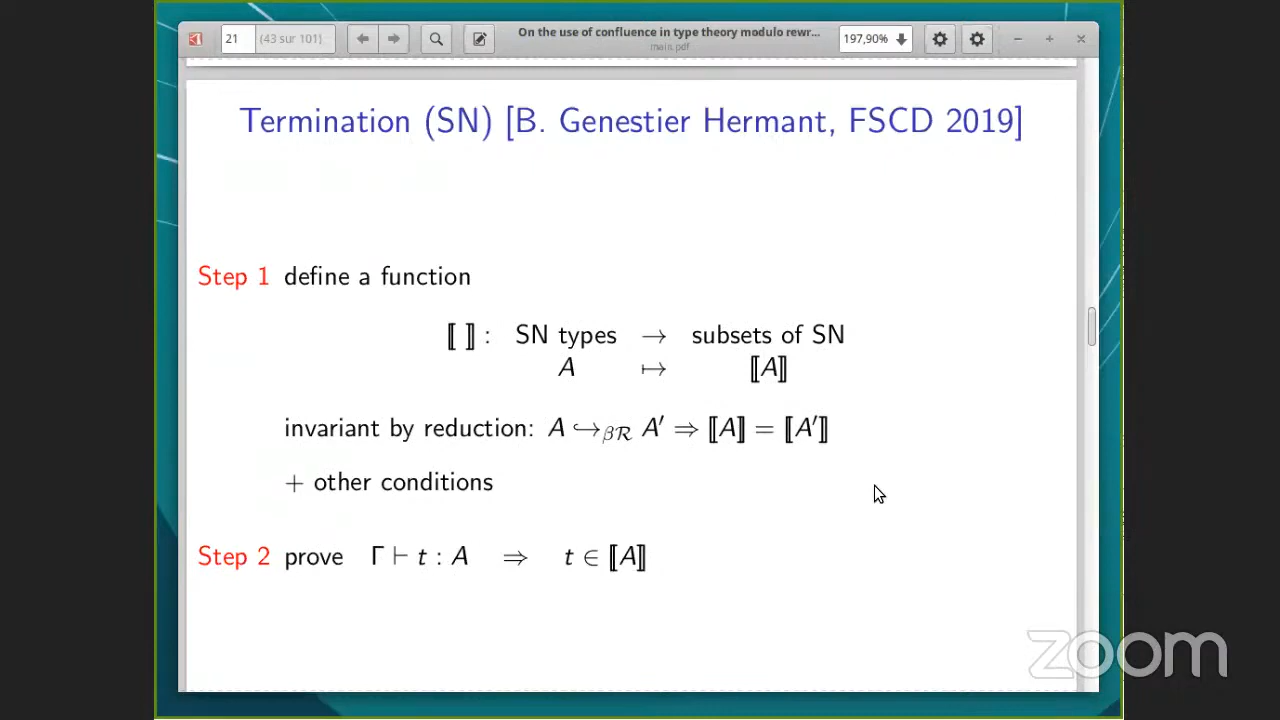 21 (43 sur 101) On the use of confluence in type theory modulo rewr... 197,90%
main.pdf
Termination (SN) [B. Genestier Hermant, FSCD 2019]
Step 1 define a function
⟦ ⟧ : SN types → subsets of SN
A ↦ ⟦A⟧
invariant by reduction: A ↪βR A′ ⇒ ⟦A⟧ = ⟦A′⟧
+ other conditions
Step 2 prove Γ ⊢ t : A ⇒ t ∈ ⟦A⟧
zoom